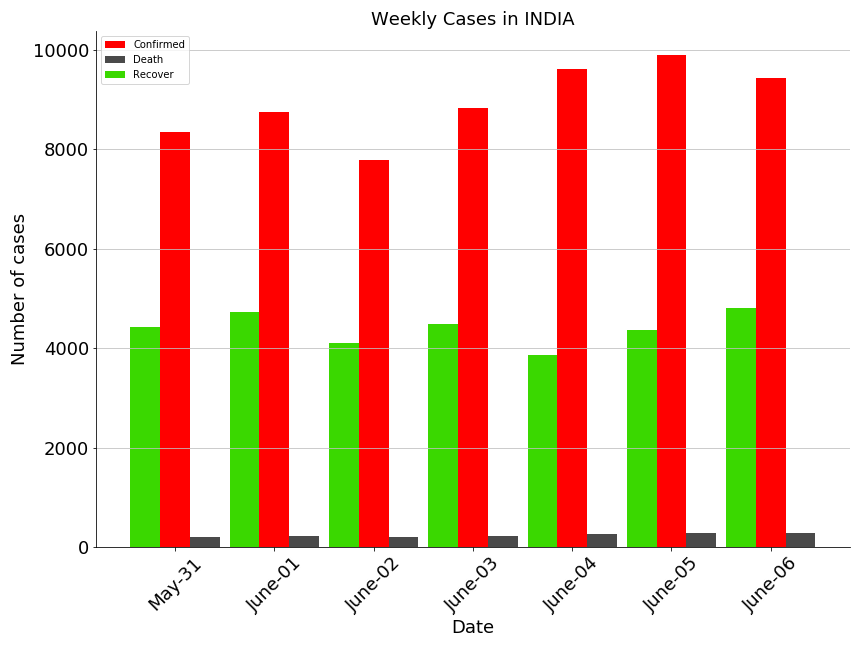 Weekly Cases in INDIA
Confirmed
Death
Recover
Number of cases
10000
8000
6000
4000
2000
0
May-31
June-01
June-02
June-03
June-04
June-05
June-06
Date